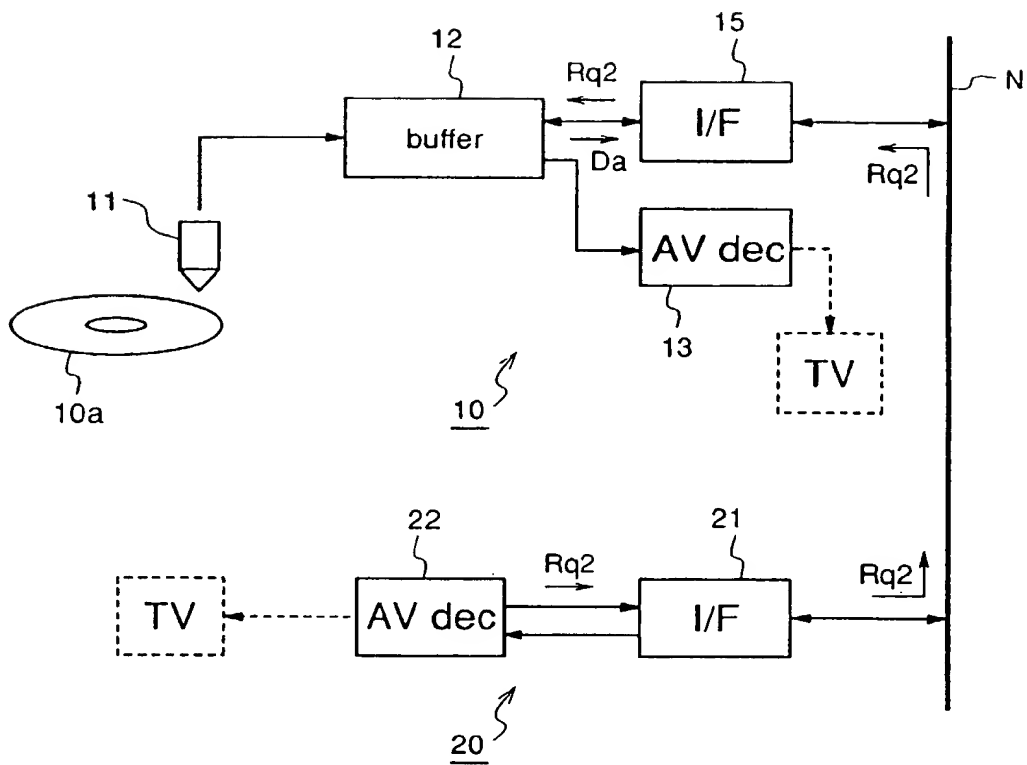 12
15
Rq2
N
buffer
I/F
Da
Rq2
11
AV dec
13
TV
10a
10
22
21
Rq2
Rq2
TV
AV dec
I/F
20